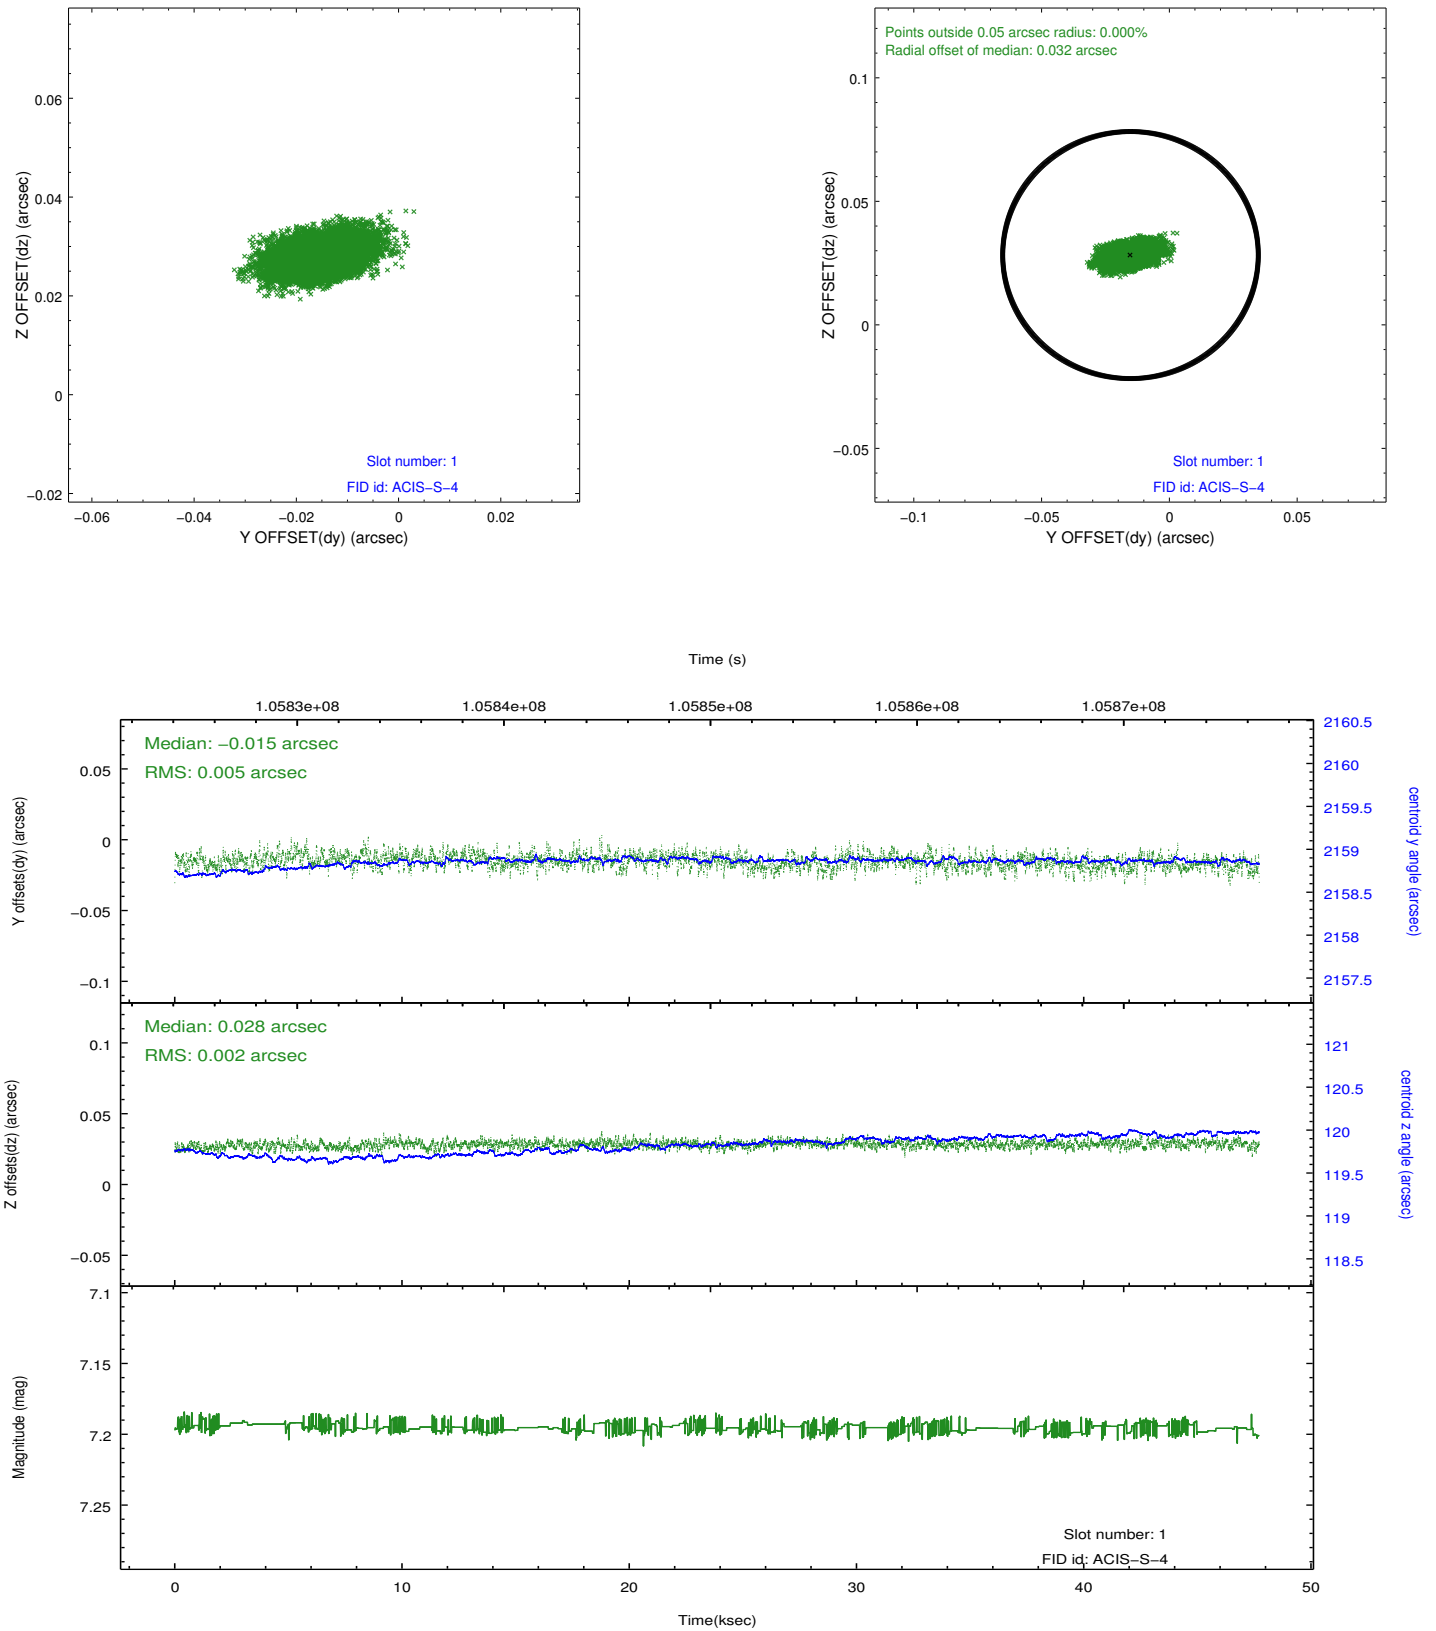 0.06
0.04
0.02
0
−0.02
Z OFFSET(dz) (arcsec)
Slot number: 1
FID id: ACIS−S−4
−0.06 −0.04 −0.02 0 0.02
Y OFFSET(dy) (arcsec)
Points outside 0.05 arcsec radius: 0.000%
Radial offset of median: 0.032 arcsec
0.1
0.05
0
−0.05
Z OFFSET(dz) (arcsec)
Slot number: 1
FID id: ACIS−S−4
−0.1 −0.05 0 0.05
Y OFFSET(dy) (arcsec)
Time (s)
1.0583e+08 1.0584e+08 1.0585e+08 1.0586e+08 1.0587e+08
Median: −0.015 arcsec
RMS: 0.005 arcsec
0.05
0
−0.05
−0.1
Y offsets(dy) (arcsec)
2160.5
2160
2159.5
2159
2158.5
2158
2157.5
centroid y angle (arcsec)
Median: 0.028 arcsec
RMS: 0.002 arcsec
0.1
0.05
0
−0.05
Z offsets(dz) (arcsec)
121
120.5
120
119.5
119
118.5
centroid z angle (arcsec)
7.1
7.15
7.2
7.25
Magnitude (mag)
Slot number: 1
FID id: ACIS−S−4
0 10 20 30 40 50
Time(ksec)